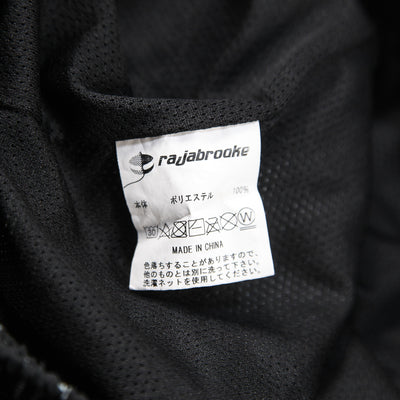 rajabrooke
本体 ポリエステル 100%
30 W
MADE IN CHINA
色落ちすることがありますので、
他のものとは別に洗って下さい。
洗濯ネットを使用してください。